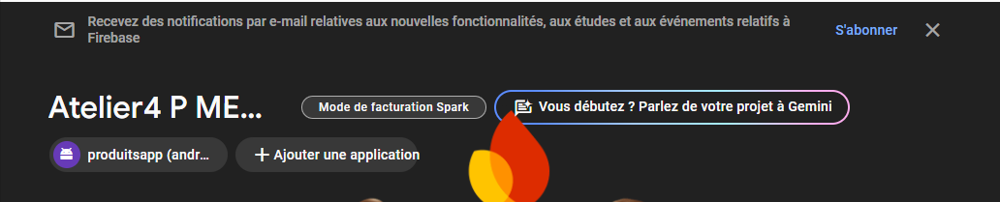 Recevez des notifications par e-mail relatives aux nouvelles fonctionnalités, aux études et aux événements relatifs à
Firebase
S'abonner
Atelier4 P ME...
Mode de facturation Spark
Vous débutez ? Parlez de votre projet à Gemini
produitsapp (andr...
Ajouter une application